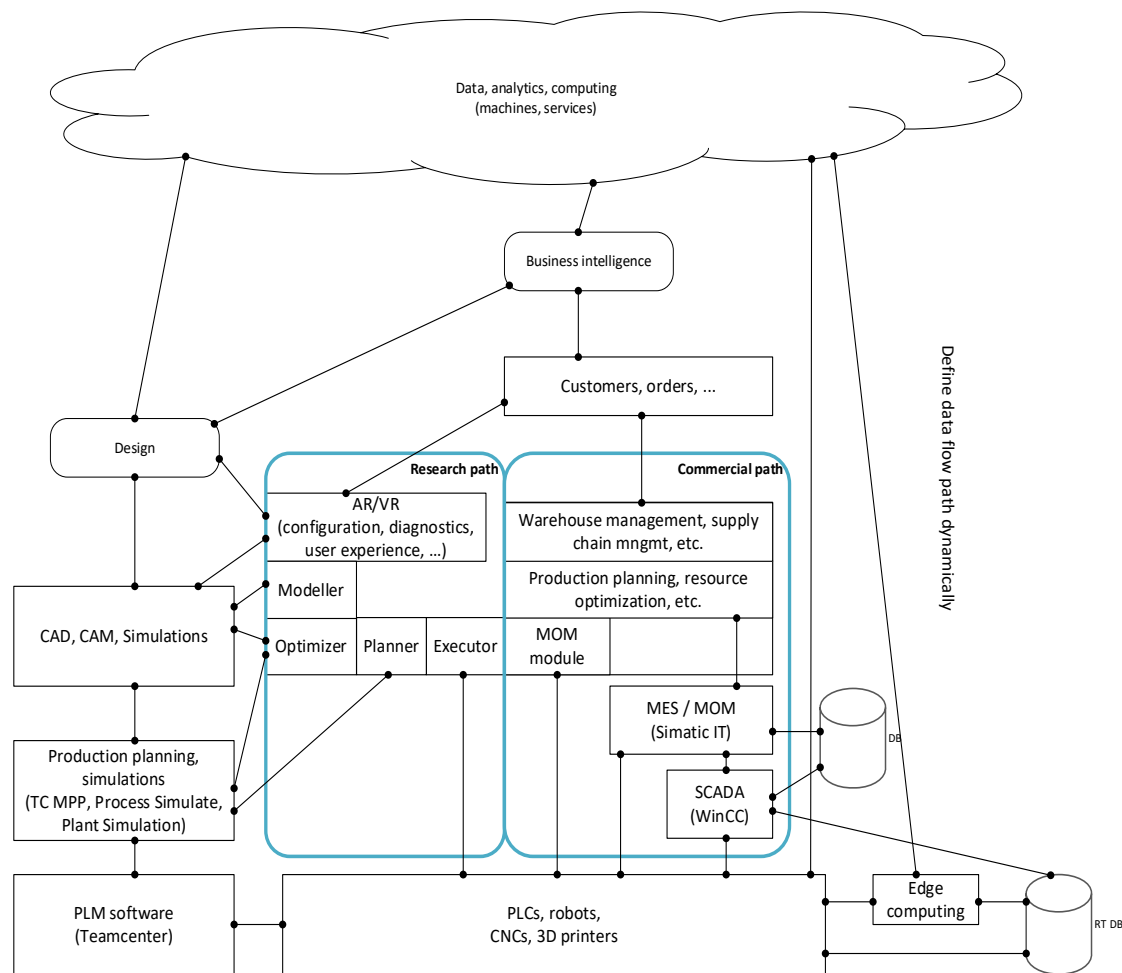 Data, analytics, computing
(machines, services)
Business intelligence
Define data flow path dynamically
Customers, orders, ...
Design
Research path
Commercial path
AR/VR
(configuration, diagnostics,
user experience, ...)
Warehouse management, supply
chain mngmt, etc.
Modeller
Production planning, resource
optimization, etc.
CAD, CAM, Simulations
Optimizer
Planner
Executor
MOM
module
MES / MOM
(Simatic IT)
DB
Production planning,
simulations
(TC MPP, Process Simulate,
Plant Simulation)
SCADA
(WinCC)
PLM software
(Teamcenter)
PLCs, robots,
CNCs, 3D printers
Edge
computing
RT DB